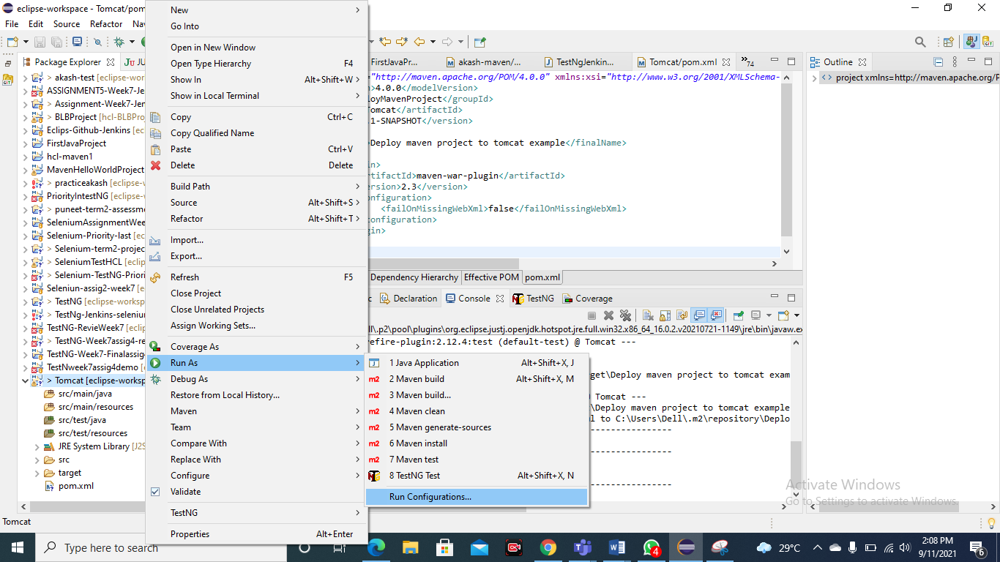 eclipse-workspace - Tomcat/pom
File Edit Source Refactor Nav
Package Explorer JU
> akash-test [eclipse-wor
ASSIGNMENT5-Week7-Je
> Assignment-Week7-Jen
> BLBProject [hcl-BLBProj
Eclips-Github-Jenkins [ec
FirstJavaProject
hcl-maven1
MavenHelloWorldProject
> practiceakash [eclipse-w
PriorityIntestNG [eclipse-
> puneet-term2-assessme
SeleniumAssignmentWee
Selenium-Priority-last [ec
> Selenium-term2-projec
SeleniumTestHCL [eclip
> Selenium-TestNG-Priori
Seleniun-assig2-week7 [e
> TestNG [eclipse-worksp
> TestNg-Jenkins-seleniur
TestNG-RevieWeek7 [ecli
> TestNG-Week7assig4-re
TestNG-Week7-Finalassig
TestNweek7assig4demo [
> Tomcat [eclipse-worksp
src/main/java
src/main/resources
src/test/java
src/test/resources
JRE System Library [J2S
src
target
pom.xml
Tomcat
New
Go Into
Open in New Window
Open Type Hierarchy F4
Show In Alt+Shift+W >
Show in Local Terminal
Copy Ctrl+C
Copy Qualified Name
Paste Ctrl+V
Delete Delete
Build Path
Source Alt+Shift+S >
Refactor Alt+Shift+T >
Import...
Export...
Refresh F5
Close Project
Close Unrelated Projects
Assign Working Sets...
Coverage As
Run As
Debug As
Restore from Local History...
Maven
Team
Compare With
Replace With
Configure
Validate
TestNG
Properties Alt+Enter
1 Java Application Alt+Shift+X, J
2 Maven build Alt+Shift+X, M
3 Maven build...
4 Maven clean
5 Maven generate-sources
6 Maven install
7 Maven test
8 TestNG Test Alt+Shift+X, N
Run Configurations...
FirstJavaPr... akash-maven/... TestNgJenkin... Tomcat/pom.xml »74
="http://maven.apache.org/POM/4.0.0" xmlns:xsi="http://www.w3.org/2001/XMLSchema-
>4.0.0</modelVersion>
oyMavenProject</groupId>
omcat</artifactId>
1-SNAPSHOT</version>
>Deploy maven project to tomcat example</finalName>
in>
rtifactId>maven-war-plugin</artifactId>
ersion>2.3</version>
onfiguration>
<failOnMissingWebXml>false</failOnMissingWebXml>
configuration>
gin>
Dependency Hierarchy Effective POM pom.xml
c Declaration Console TestNG Coverage
ll\.p2\pool\plugins\org.eclipse.justj.openjdk.hotspot.jre.full.win32.x86_64_16.0.2.v20210721-1149\jre\bin\javaw.ex
efire-plugin:2.12.4:test (default-test) @ Tomcat ---
get\Deploy maven project to tomcat exam
Tomcat ---
\Deploy maven project to tomcat example
l to C:\Users\Dell\.m2\repository\Deplo
Outline
project xmlns=http://maven.apache.org/P
Activate Windows
Go to Settings to activate Windows.
Type here to search
4
29°C
2:08 PM
9/11/2021
6